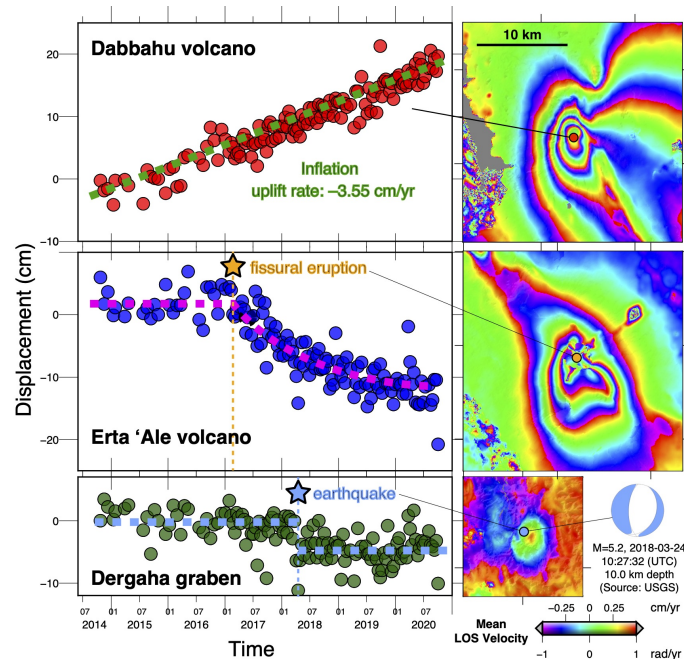 Dabbahu volcano
20
10
0
−10
Inflation
uplift rate: ~3.55 cm/yr
10 km
Displacement (cm)
fissural eruption
0
−10
−20
Erta ‘Ale volcano
earthquake
0
−10
Dergaha graben
07 01 07 01 07 01 07 01 07 01 07 01 07
2014 2015 2016 2017 2018 2019 2020
Time
M=5.2, 2018-03-24
10:27:32 (UTC)
10.0 km depth
(Source: USGS)
−0.25 0 0.25 cm/yr
Mean
LOS Velocity
−1 0 1 rad/yr